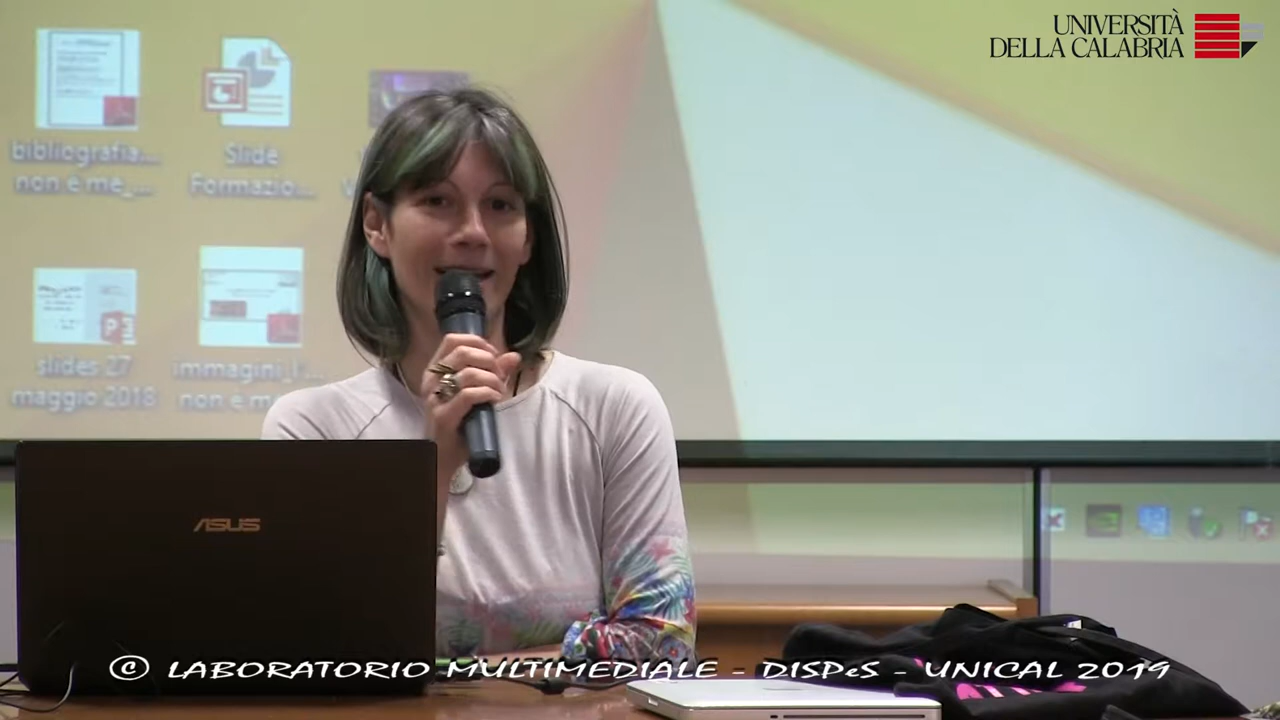 UNIVERSITÀ
DELLA CALABRIA
bibliografia...
non è me_...
Slide
Formazio...
slides 27
maggio 2018
immagini_l'...
non è me
ASUS
© LABORATORIO MULTIMEDIALE - DISPeS - UNICAL 2019